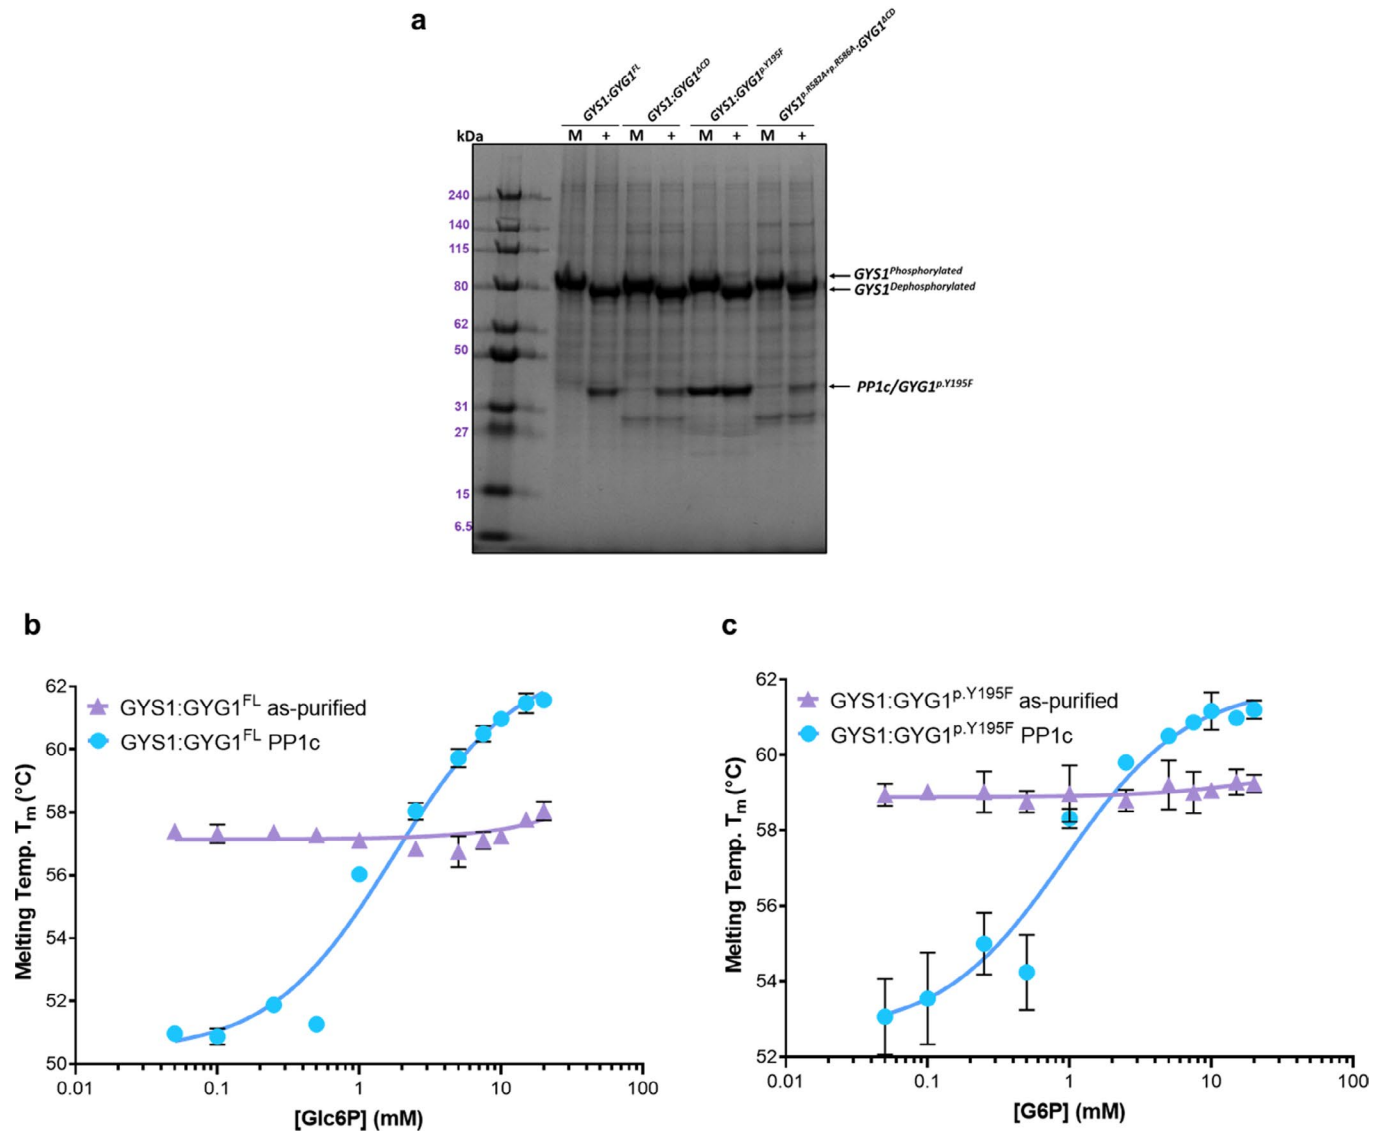 a
GYS1:GYG1^FL
GYS1:GYG1^ΔCD
GYS1:GYG1^p.Y195F
GYS1^p.R582A+p.R586A:GYG1^ΔCD
kDa M + M + M + M +
240
140
115
80
62
50
31
27
15
6.5
GYS1^Phosphorylated
GYS1^Dephosphorylated
PP1c/GYG1^p.Y195F
b
GYS1:GYG1^FL as-purified
GYS1:GYG1^FL PP1c
Melting Temp. T_m (°C)
62
60
58
56
54
52
50
0.01 0.1 1 10 100
[Glc6P] (mM)
c
GYS1:GYG1^p.Y195F as-purified
GYS1:GYG1^p.Y195F PP1c
Melting Temp. T_m (°C)
62
60
58
56
54
52
0.01 0.1 1 10 100
[G6P] (mM)